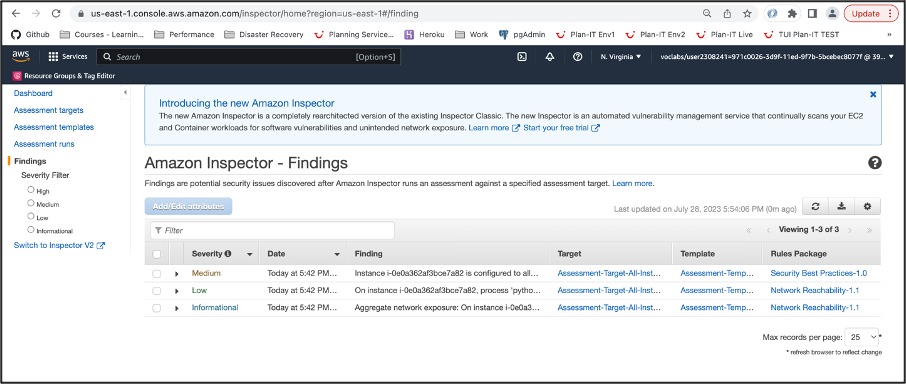 us-east-1.console.aws.amazon.com/inspector/home?region=us-east-1#/finding
Update
Github
Courses - Learnin...
Performance
Disaster Recovery
Planning Service...
Heroku
Work
pgAdmin
Plan-IT Env1
Plan-IT Env2
Plan-IT Live
TUI Plan-IT TEST
»
aws
Services
Search
[Option+S]
N. Virginia
voclabs/user2308241=971c0026-3d9f-11ed-9f7b-5bcebec8077f @ 39...
Resource Groups & Tag Editor
Dashboard
Assessment targets
Assessment templates
Assessment runs
Findings
Severity Filter
High
Medium
Low
Informational
Switch to Inspector V2
Introducing the new Amazon Inspector
The new Amazon Inspector is a completely rearchitected version of the existing Inspector Classic. The new Inspector is an automated vulnerability management service that continually scans your EC2
and Container workloads for software vulnerabilities and unintended network exposure. Learn more Start your free trial
Amazon Inspector - Findings
Findings are potential security issues discovered after Amazon Inspector runs an assessment against a specified assessment target. Learn more.
Add/Edit attributes
Last updated on July 28, 2023 5:54:06 PM (0m ago)
Filter
Viewing 1-3 of 3
Severity Date Finding Target Template Rules Package
Medium Today at 5:42 PM... Instance i-0e0a362af3bce7a82 is configured to all... Assessment-Target-All-Inst... Assessment-Temp... Security Best Practices-1.0
Low Today at 5:42 PM... On instance i-0e0a362af3bce7a82, process 'pytho... Assessment-Target-All-Inst... Assessment-Temp... Network Reachability-1.1
Informational Today at 5:42 PM... Aggregate network exposure: On instance i-0e0a3... Assessment-Target-All-Inst... Assessment-Temp... Network Reachability-1.1
Max records per page: 25 *
* refresh browser to reflect change